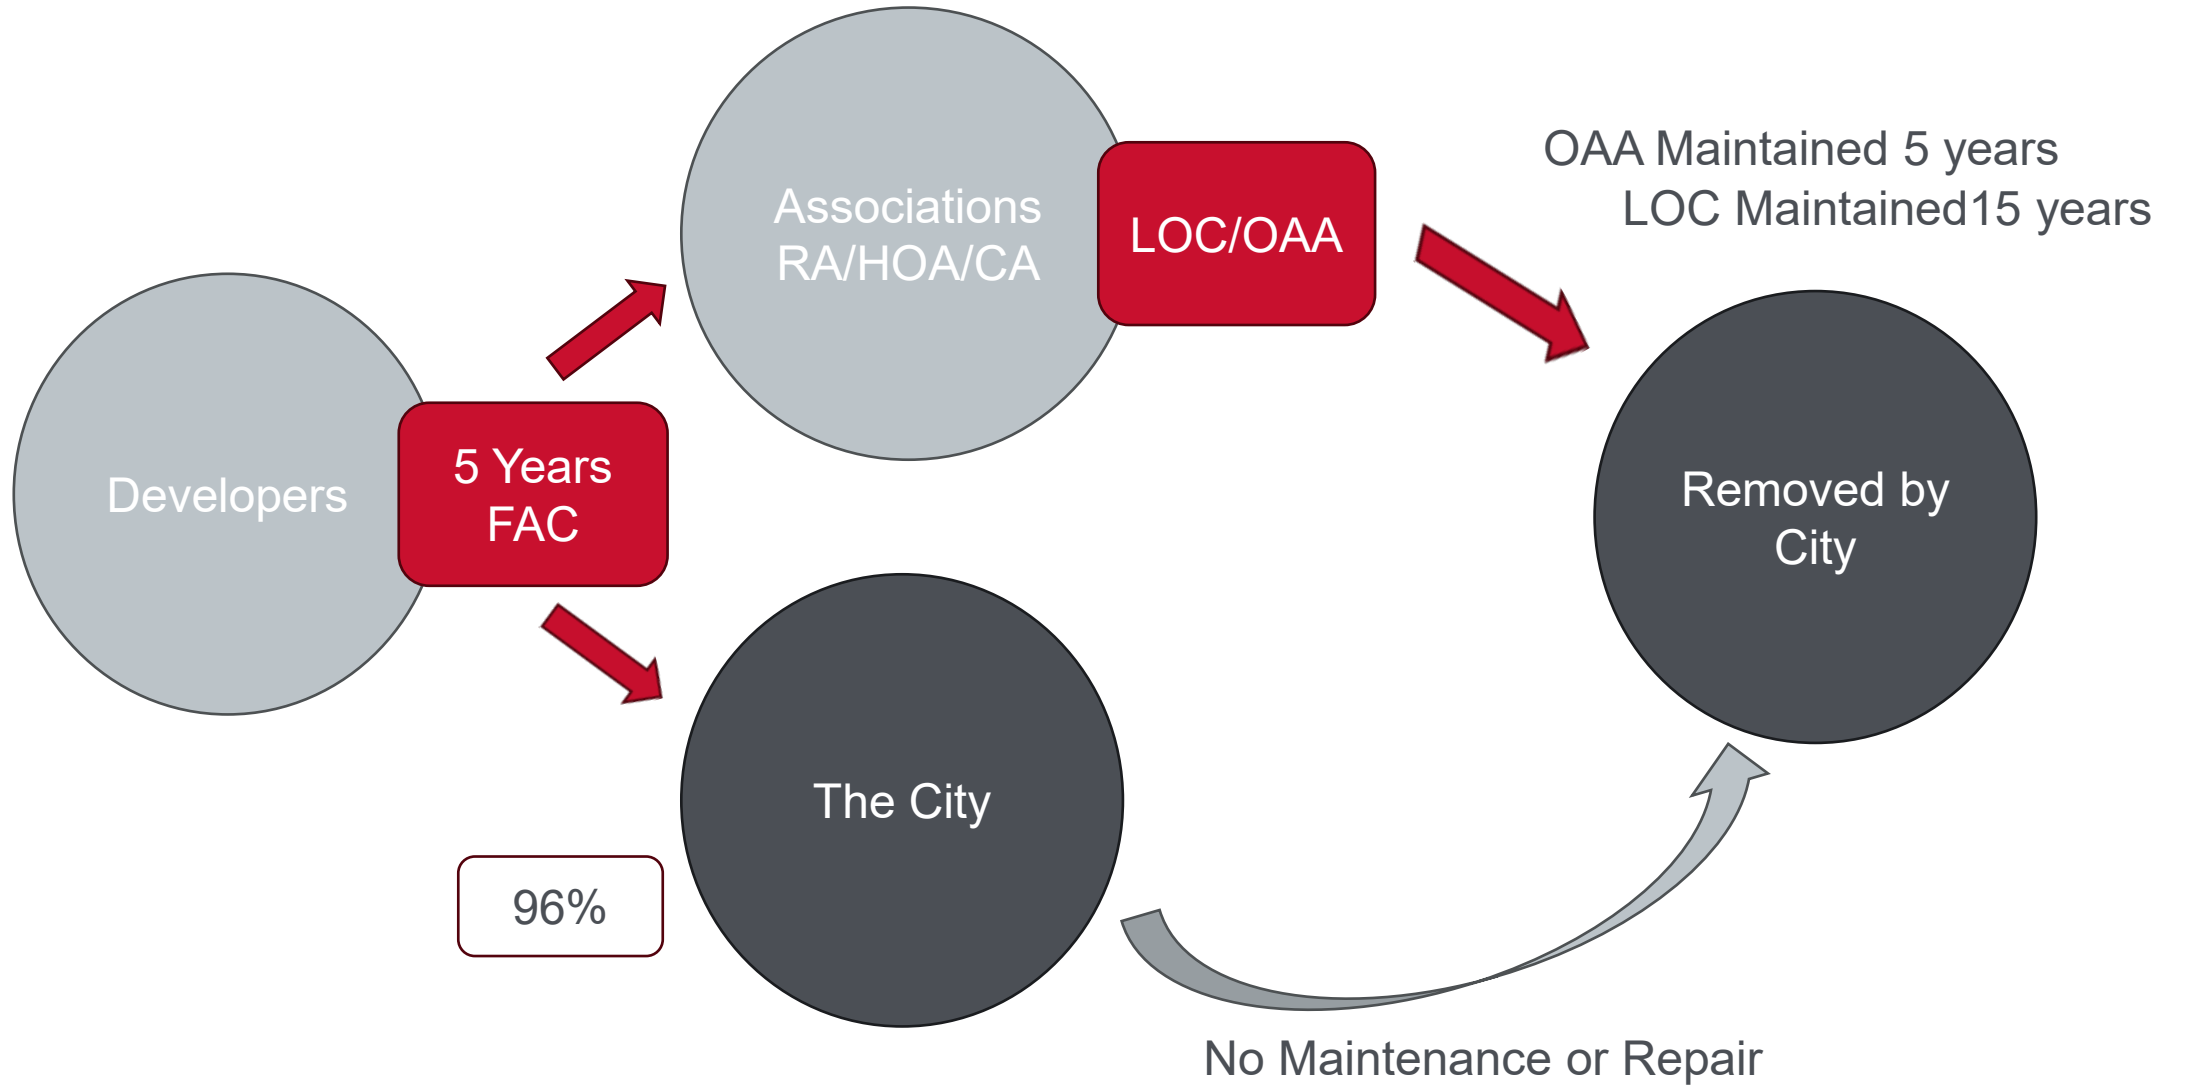 Developers
5 Years
FAC
Associations
RA/HOA/CA
LOC/OAA
OAA Maintained 5 years
LOC Maintained15 years
Removed by
City
The City
96%
No Maintenance or Repair